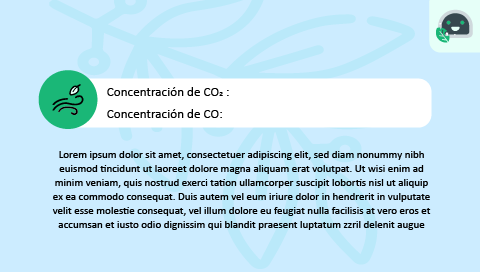 Concentración de CO₂ :
Concentración de CO:
Lorem ipsum dolor sit amet, consectetuer adipiscing elit, sed diam nonummy nibh
euismod tincidunt ut laoreet dolore magna aliquam erat volutpat. Ut wisi enim ad
minim veniam, quis nostrud exerci tation ullamcorper suscipit lobortis nisl ut aliquip
ex ea commodo consequat. Duis autem vel eum iriure dolor in hendrerit in vulputate
velit esse molestie consequat, vel illum dolore eu feugiat nulla facilisis at vero eros et
accumsan et iusto odio dignissim qui blandit praesent luptatum zzril delenit augue